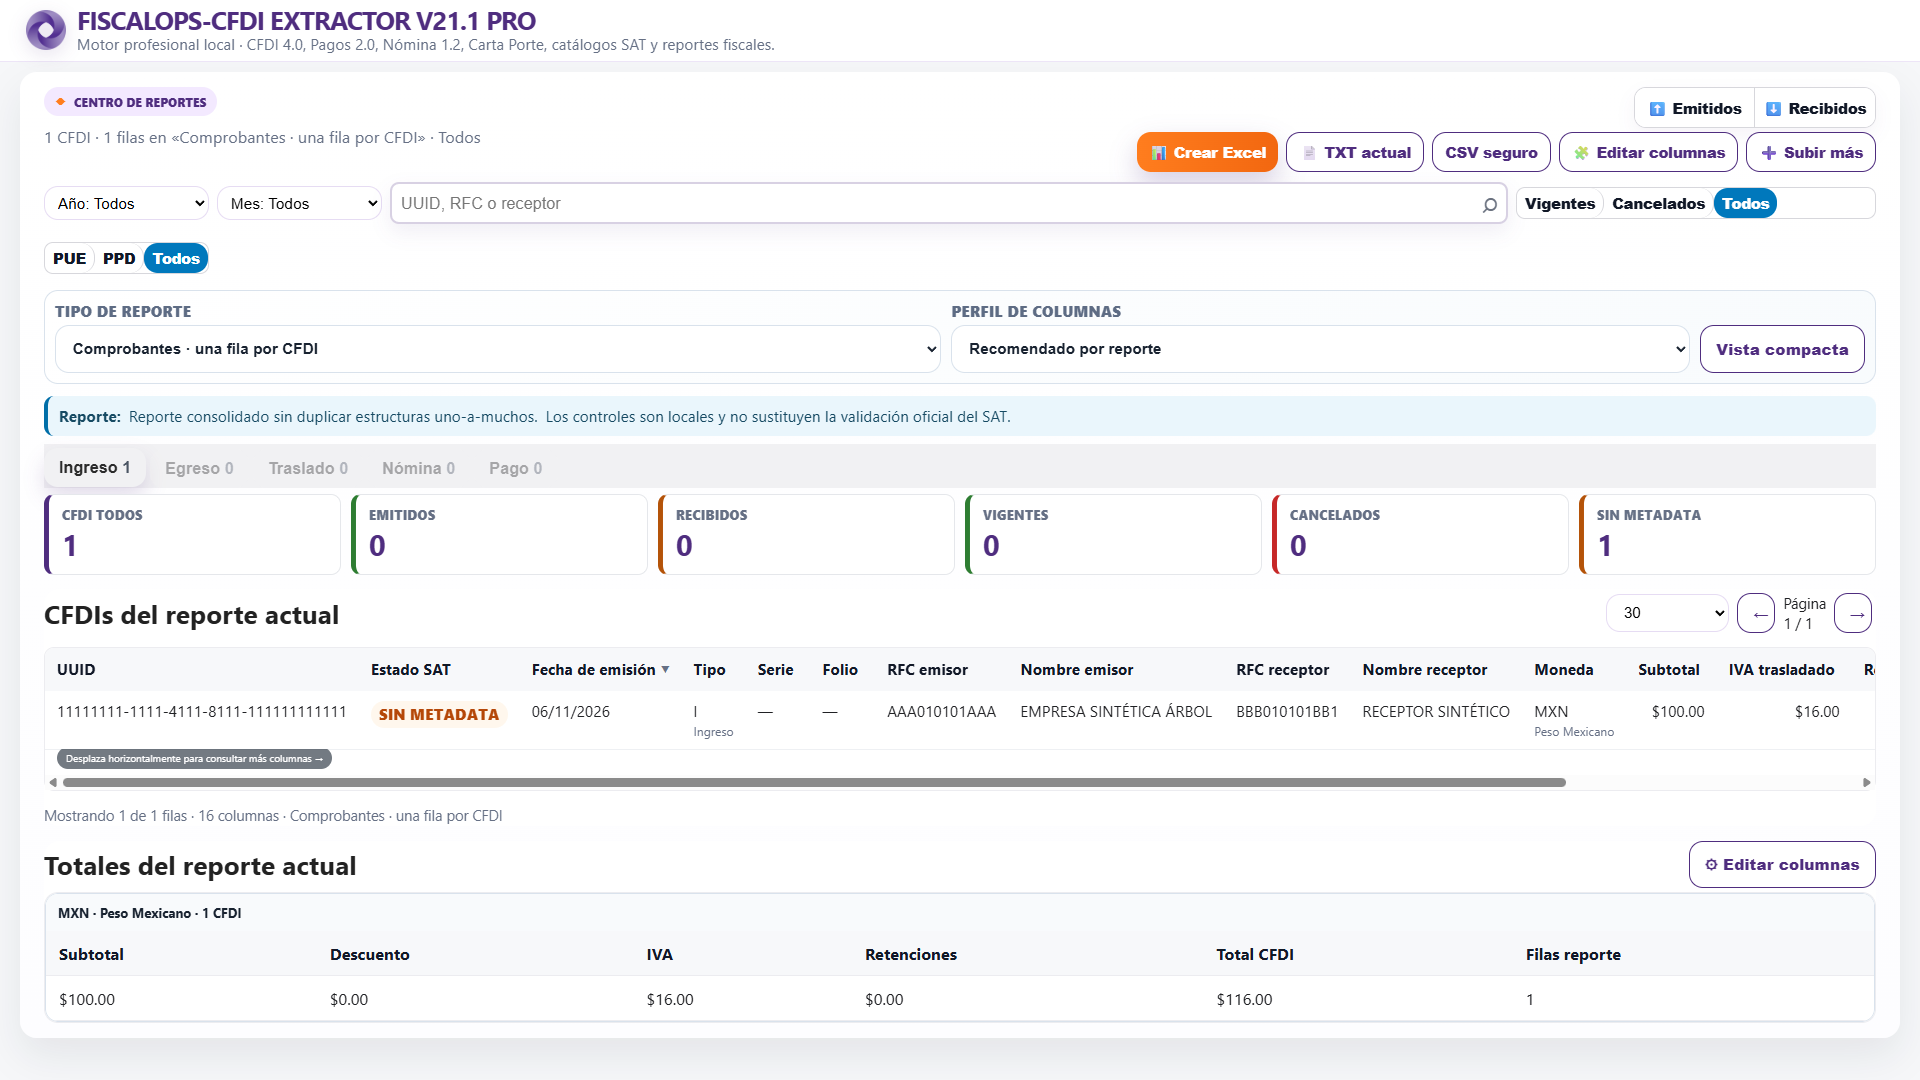 FISCALOPS-CFDI EXTRACTOR V21.1 PRO
Motor profesional local · CFDI 4.0, Pagos 2.0, Nómina 1.2, Carta Porte, catálogos SAT y reportes fiscales.
CENTRO DE REPORTES
1 CFDI · 1 filas en «Comprobantes · una fila por CFDI» · Todos
Emitidos Recibidos
Crear Excel TXT actual CSV seguro Editar columnas Subir más
Año: Todos Mes: Todos UUID, RFC o receptor Vigentes Cancelados Todos
PUE PPD Todos
TIPO DE REPORTE PERFIL DE COLUMNAS
Comprobantes · una fila por CFDI Recomendado por reporte Vista compacta
Reporte: Reporte consolidado sin duplicar estructuras uno-a-muchos. Los controles son locales y no sustituyen la validación oficial del SAT.
Ingreso 1 Egreso 0 Traslado 0 Nómina 0 Pago 0
CFDI TODOS EMITIDOS RECIBIDOS VIGENTES CANCELADOS SIN METADATA
1 0 0 0 0 1
CFDIs del reporte actual 30 ← Página 1 / 1 →
UUID Estado SAT Fecha de emisión ▼ Tipo Serie Folio RFC emisor Nombre emisor RFC receptor Nombre receptor Moneda Subtotal IVA trasladado
11111111-1111-4111-8111-111111111111 SIN METADATA 06/11/2026 I — — AAA010101AAA EMPRESA SINTÉTICA ÁRBOL BBB010101BB1 RECEPTOR SINTÉTICO MXN $100.00 $16.00
Ingreso Peso Mexicano
Desplaza horizontalmente para consultar más columnas →
Mostrando 1 de 1 filas · 16 columnas · Comprobantes · una fila por CFDI
Totales del reporte actual Editar columnas
MXN · Peso Mexicano · 1 CFDI
Subtotal Descuento IVA Retenciones Total CFDI Filas reporte
$100.00 $0.00 $16.00 $0.00 $116.00 1